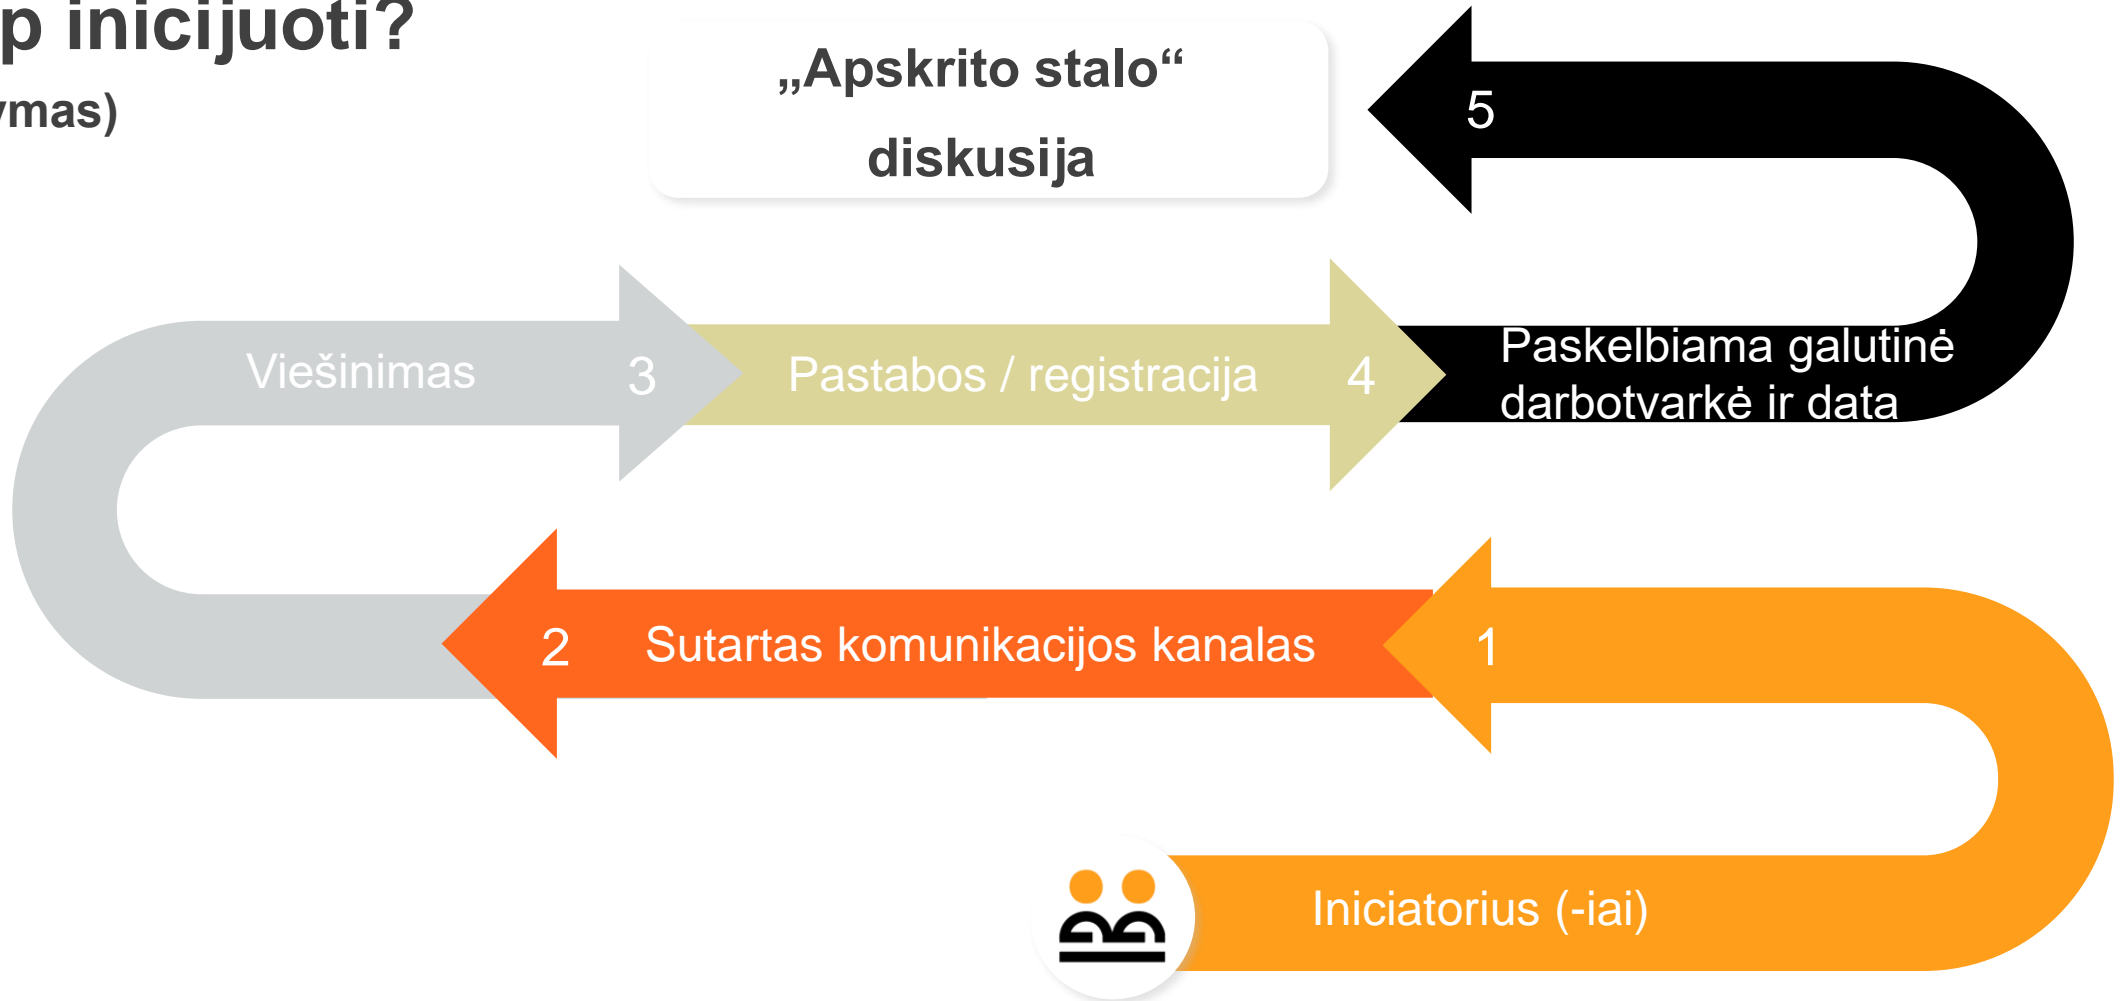 p inicijuoti?
ymas)
„Apskrito stalo“
diskusija
5
Viešinimas
3
Pastabos / registracija
4
Paskelbiama galutinė
darbotvarkė ir data
2
Sutartas komunikacijos kanalas
1
Iniciatorius (-iai)